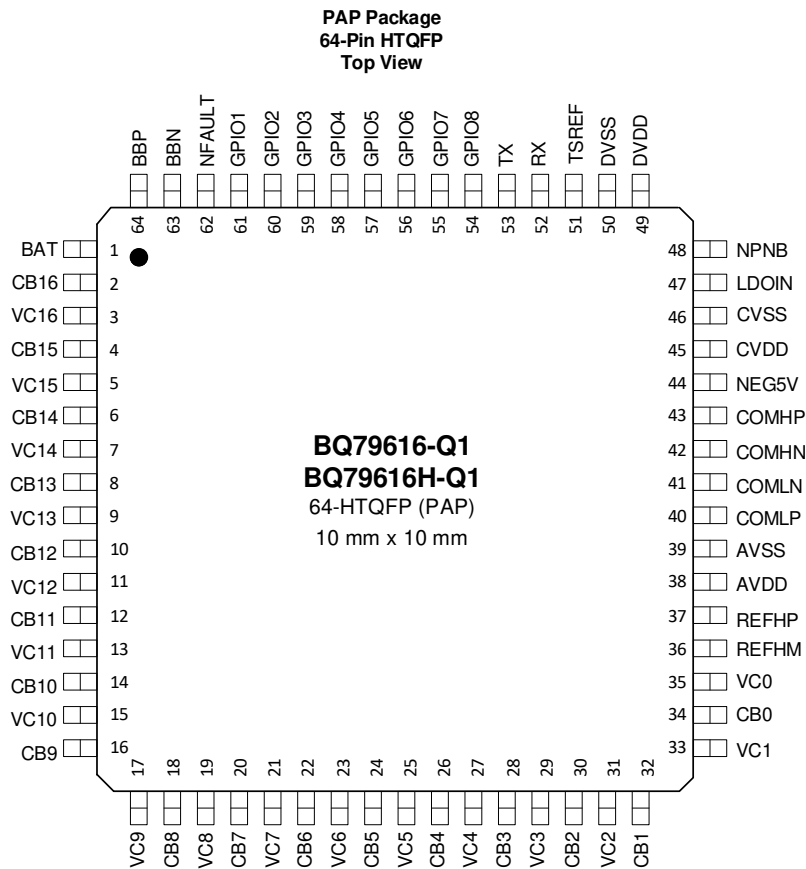 PAP Package
64-Pin HTQFP
Top View
BBP
BBN
NFAULT
GPIO1
GPIO2
GPIO3
GPIO4
GPIO5
GPIO6
GPIO7
GPIO8
TX
RX
TSREF
DVSS
DVDD
64
63
62
61
60
59
58
57
56
55
54
53
52
51
50
49
BAT 1
CB16 2
VC16 3
CB15 4
VC15 5
CB14 6
VC14 7
CB13 8
VC13 9
CB12 10
VC12 11
CB11 12
VC11 13
CB10 14
VC10 15
CB9 16
BQ79616-Q1
BQ79616H-Q1
64-HTQFP (PAP)
10 mm x 10 mm
48 NPNB
47 LDOIN
46 CVSS
45 CVDD
44 NEG5V
43 COMHP
42 COMHN
41 COMLN
40 COMLP
39 AVSS
38 AVDD
37 REFHP
36 REFHM
35 VC0
34 CB0
33 VC1
17
18
19
20
21
22
23
24
25
26
27
28
29
30
31
32
VC9
CB8
VC8
CB7
VC7
CB6
VC6
CB5
VC5
CB4
VC4
CB3
VC3
CB2
VC2
CB1